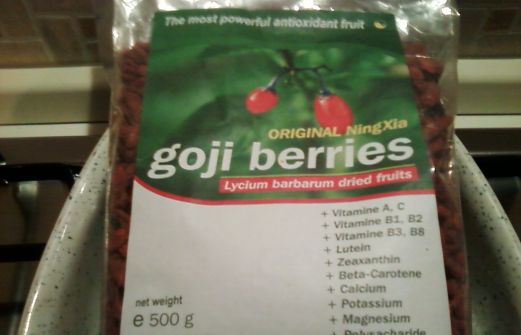 The most powerful antioxidant fruit
ORIGINAL NingXia
goji berries
Lycium barbarum dried fruits
+ Vitamine A, C
+ Vitamine B1, B2
+ Vitamine B3, B8
+ Lutein
+ Zeaxanthin
+ Beta-Carotene
+ Calcium
+ Potassium
+ Magnesium
Polysacharide
net weight
e 500 g